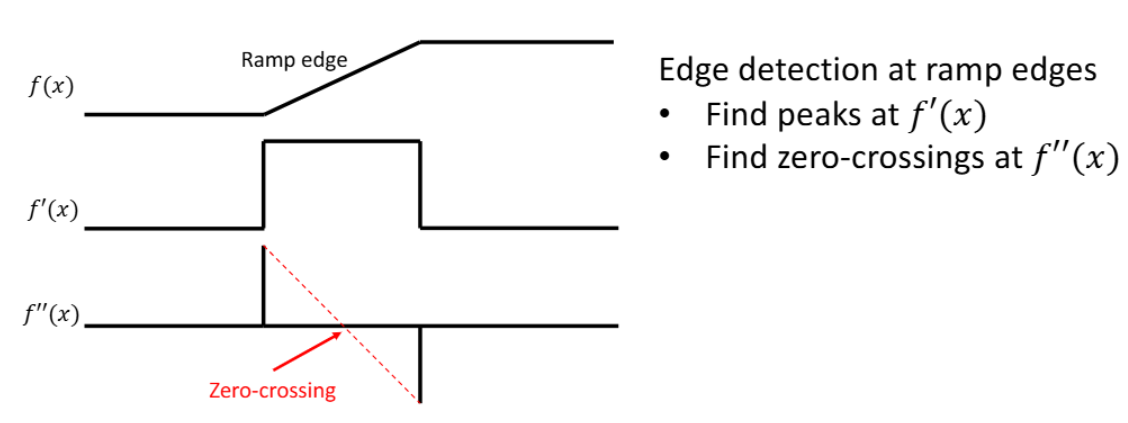 Ramp edge
f(x)
f′(x)
f″(x)
Zero-crossing
Edge detection at ramp edges
• Find peaks at f′(x)
• Find zero-crossings at f″(x)